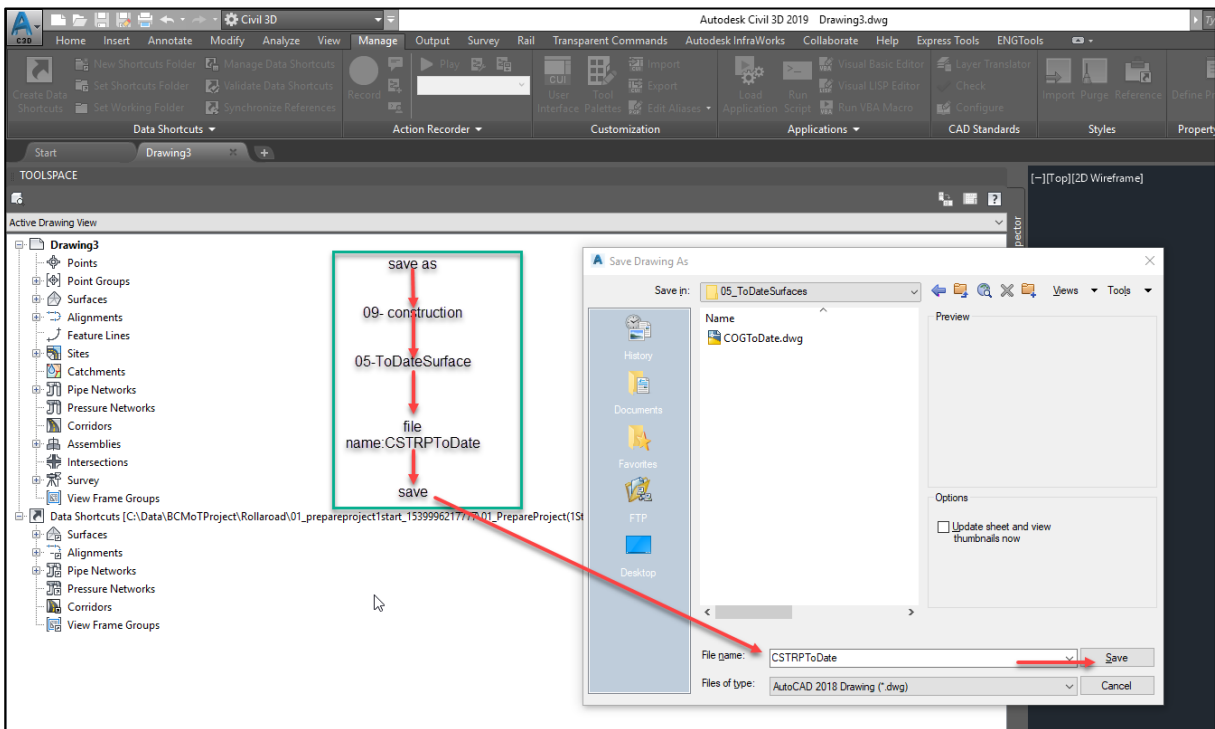 Civil 3D
Autodesk Civil 3D 2019 Drawing3.dwg
Ty
C3D
Home Insert Annotate Modify Analyze View Manage Output Survey Rail Transparent Commands Autodesk InfraWorks Collaborate Help Express Tools ENGTools
New Shortcuts Folder Manage Data Shortcuts Play Import Visual Basic Editor Layer Translator
Create Data Set Shortcuts Folder Validate Data Shortcuts Record CUI User Tool Export Load Run Visual LISP Editor Check Import Purge Reference Define Pr
Shortcuts Set Working Folder Synchronize References Interface Palettes Edit Aliases Application Script Run VBA Macro Configure
Data Shortcuts Action Recorder Customization Applications CAD Standards Styles Property
Start Drawing3
TOOLSPACE
[−][Top][2D Wireframe]
Active Drawing View
pector
Drawing3
Points
Point Groups
Surfaces
Alignments
Feature Lines
Sites
Catchments
Pipe Networks
Pressure Networks
Corridors
Assemblies
Intersections
Survey
View Frame Groups
Data Shortcuts [C:\Data\BCMoTProject\Rollaroad\01_prepareproject1start_1539996217777\01_PrepareProject(1St
Surfaces
Alignments
Pipe Networks
Pressure Networks
Corridors
View Frame Groups
save as
09- construction
05-ToDateSurface
file
name:CSTRPToDate
save
Save Drawing As
Save in: 05_ToDateSurfaces Views Tools
Name
COGToDate.dwg
Preview
History
Documents
Favorites
FTP
Desktop
Options
Update sheet and view
thumbnails now
File name: CSTRPToDate Save
Files of type: AutoCAD 2018 Drawing (*.dwg) Cancel